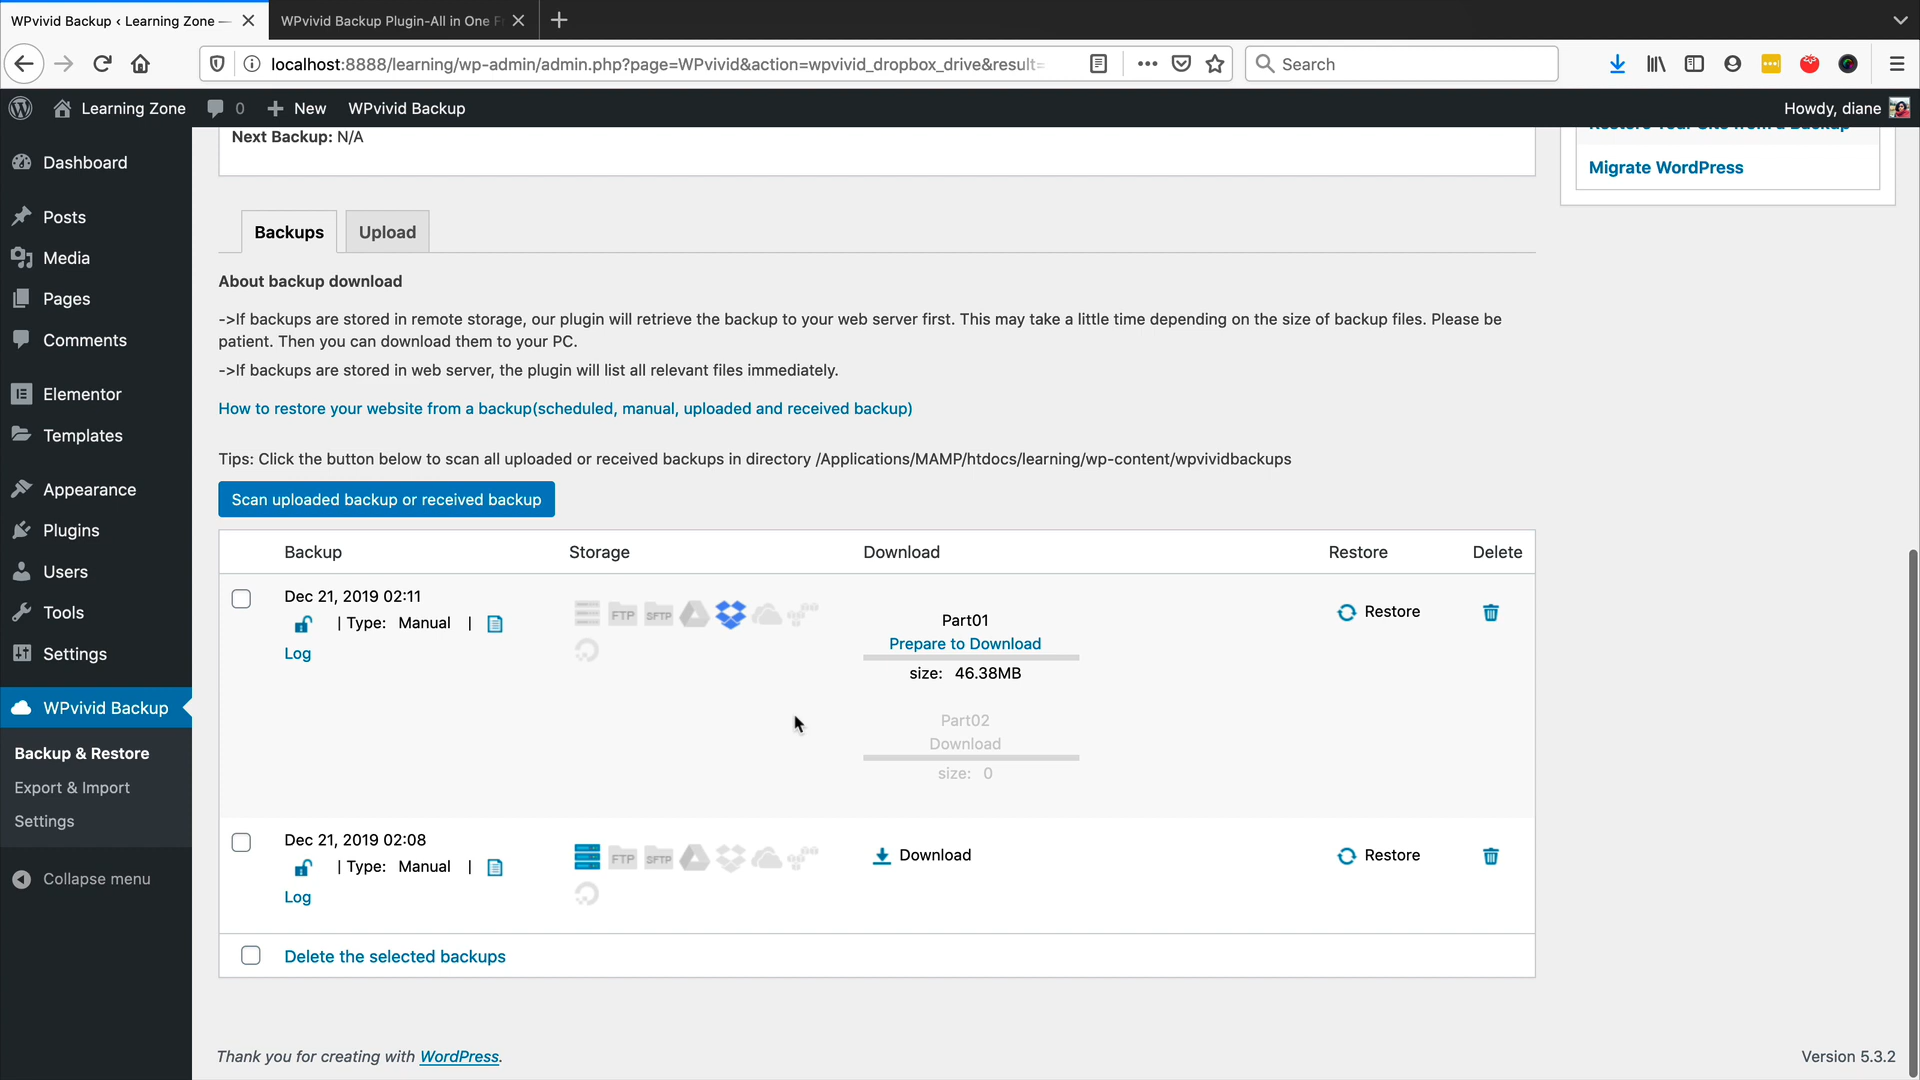 WPvivid Backup ‹ Learning Zone —
WPvivid Backup Plugin-All in One F
localhost:8888/learning/wp-admin/admin.php?page=WPvivid&action=wpvivid_dropbox_drive&result=
Search
Learning Zone
0
New
WPvivid Backup
Howdy, diane
Dashboard
Posts
Media
Pages
Comments
Elementor
Templates
Appearance
Plugins
Users
Tools
Settings
WPvivid Backup
Backup & Restore
Export & Import
Settings
Collapse menu
Next Backup: N/A
Restore Your Site from a Backup
Migrate WordPress
Backups
Upload
About backup download
->If backups are stored in remote storage, our plugin will retrieve the backup to your web server first. This may take a little time depending on the size of backup files. Please be
patient. Then you can download them to your PC.
->If backups are stored in web server, the plugin will list all relevant files immediately.
How to restore your website from a backup(scheduled, manual, uploaded and received backup)
Tips: Click the button below to scan all uploaded or received backups in directory /Applications/MAMP/htdocs/learning/wp-content/wpvividbackups
Scan uploaded backup or received backup
Backup Storage Download Restore Delete
Dec 21, 2019 02:11
| Type: Manual |
Log
FTP
SFTP
Part01
Prepare to Download
size: 46.38MB
Part02
Download
size: 0
Restore
Dec 21, 2019 02:08
| Type: Manual |
Log
FTP
SFTP
Download
Restore
Delete the selected backups
Thank you for creating with WordPress.
Version 5.3.2